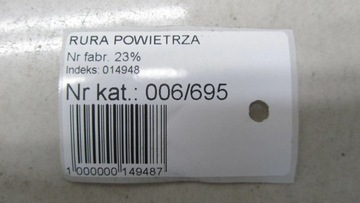 RURA POWIETRZA
Nr fabr. 23%
Indeks: 014948
Nr kat.: 006/695
1 000000 149487